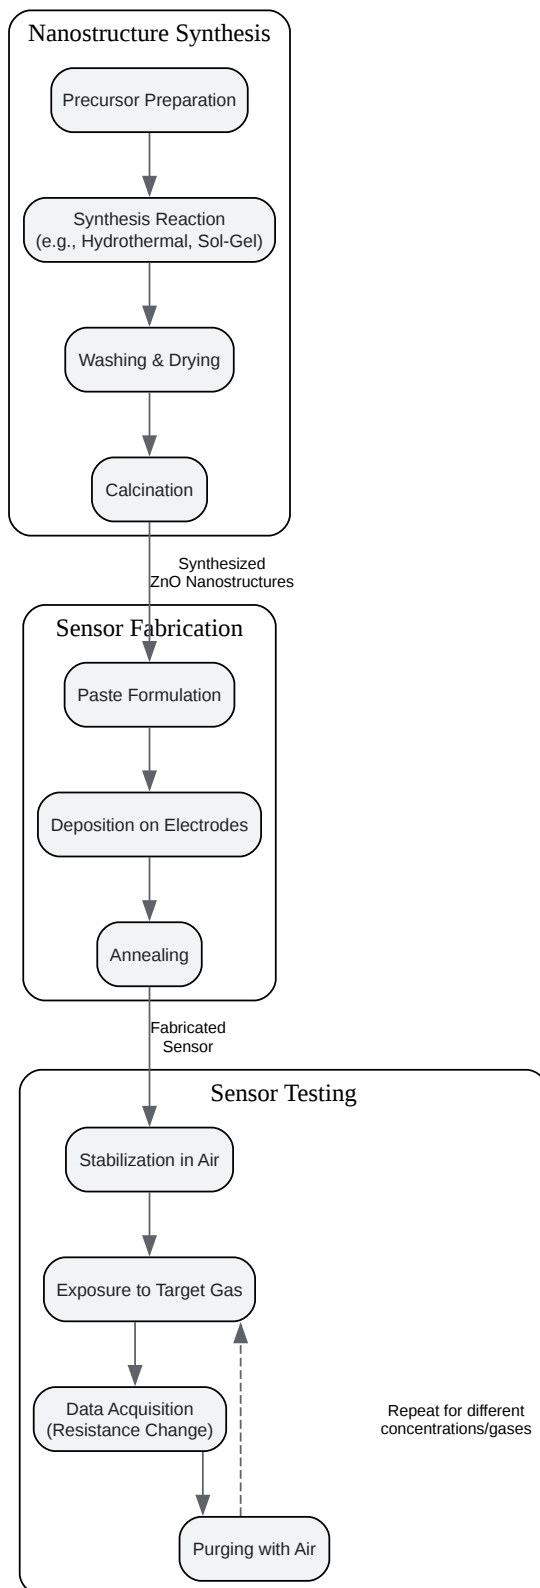 Nanostructure Synthesis
Precursor Preparation
Synthesis Reaction
(e.g., Hydrothermal, Sol-Gel)
Washing & Drying
Calcination
Synthesized
ZnO Nanostructures
Sensor Fabrication
Paste Formulation
Deposition on Electrodes
Annealing
Fabricated
Sensor
Sensor Testing
Stabilization in Air
Exposure to Target Gas
Data Acquisition
(Resistance Change)
Repeat for different
concentrations/gases
Purging with Air